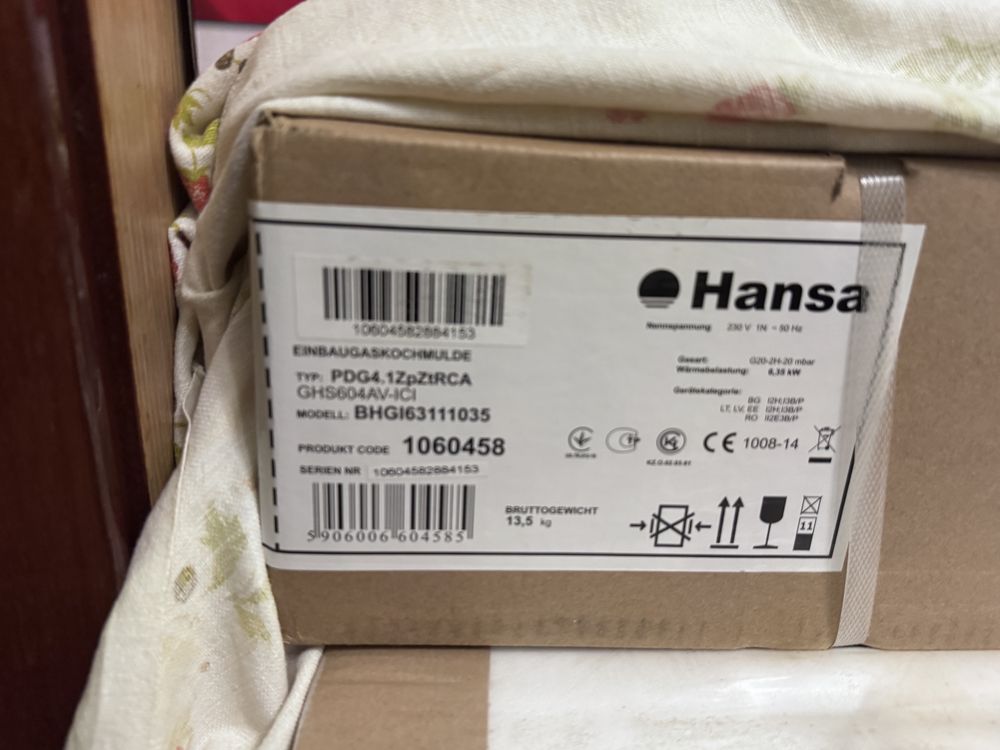 10604582884153
EINBAUGASKOCHMULDE
TYP: PDG4.1ZpZtRCA
GHS604AV-ICI
MODELL: BHGI63111035
PRODUKT CODE 1060458
SERIEN NR 10604582884153
5 906006 604585
BRUTTOGEWICHT
13,5 kg
Hansa
Nennspannung 230 V 1N ~ 50 Hz
Gasart: G20-2H-20 mbar
Wärmebelastung: 8,35 kW
Gerätekategorie:
BG I2H;I3B/P
LT, LV, EE I2H;I3B/P
RO II2E3B/P
CE 1008-14
11